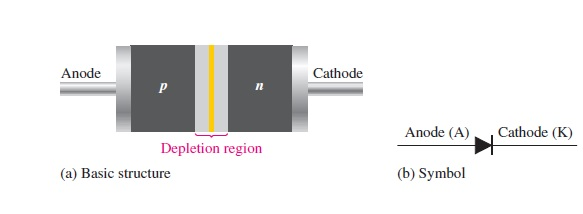 Anode
p
n
Cathode
Depletion region
(a) Basic structure
Anode (A)
Cathode (K)
(b) Symbol